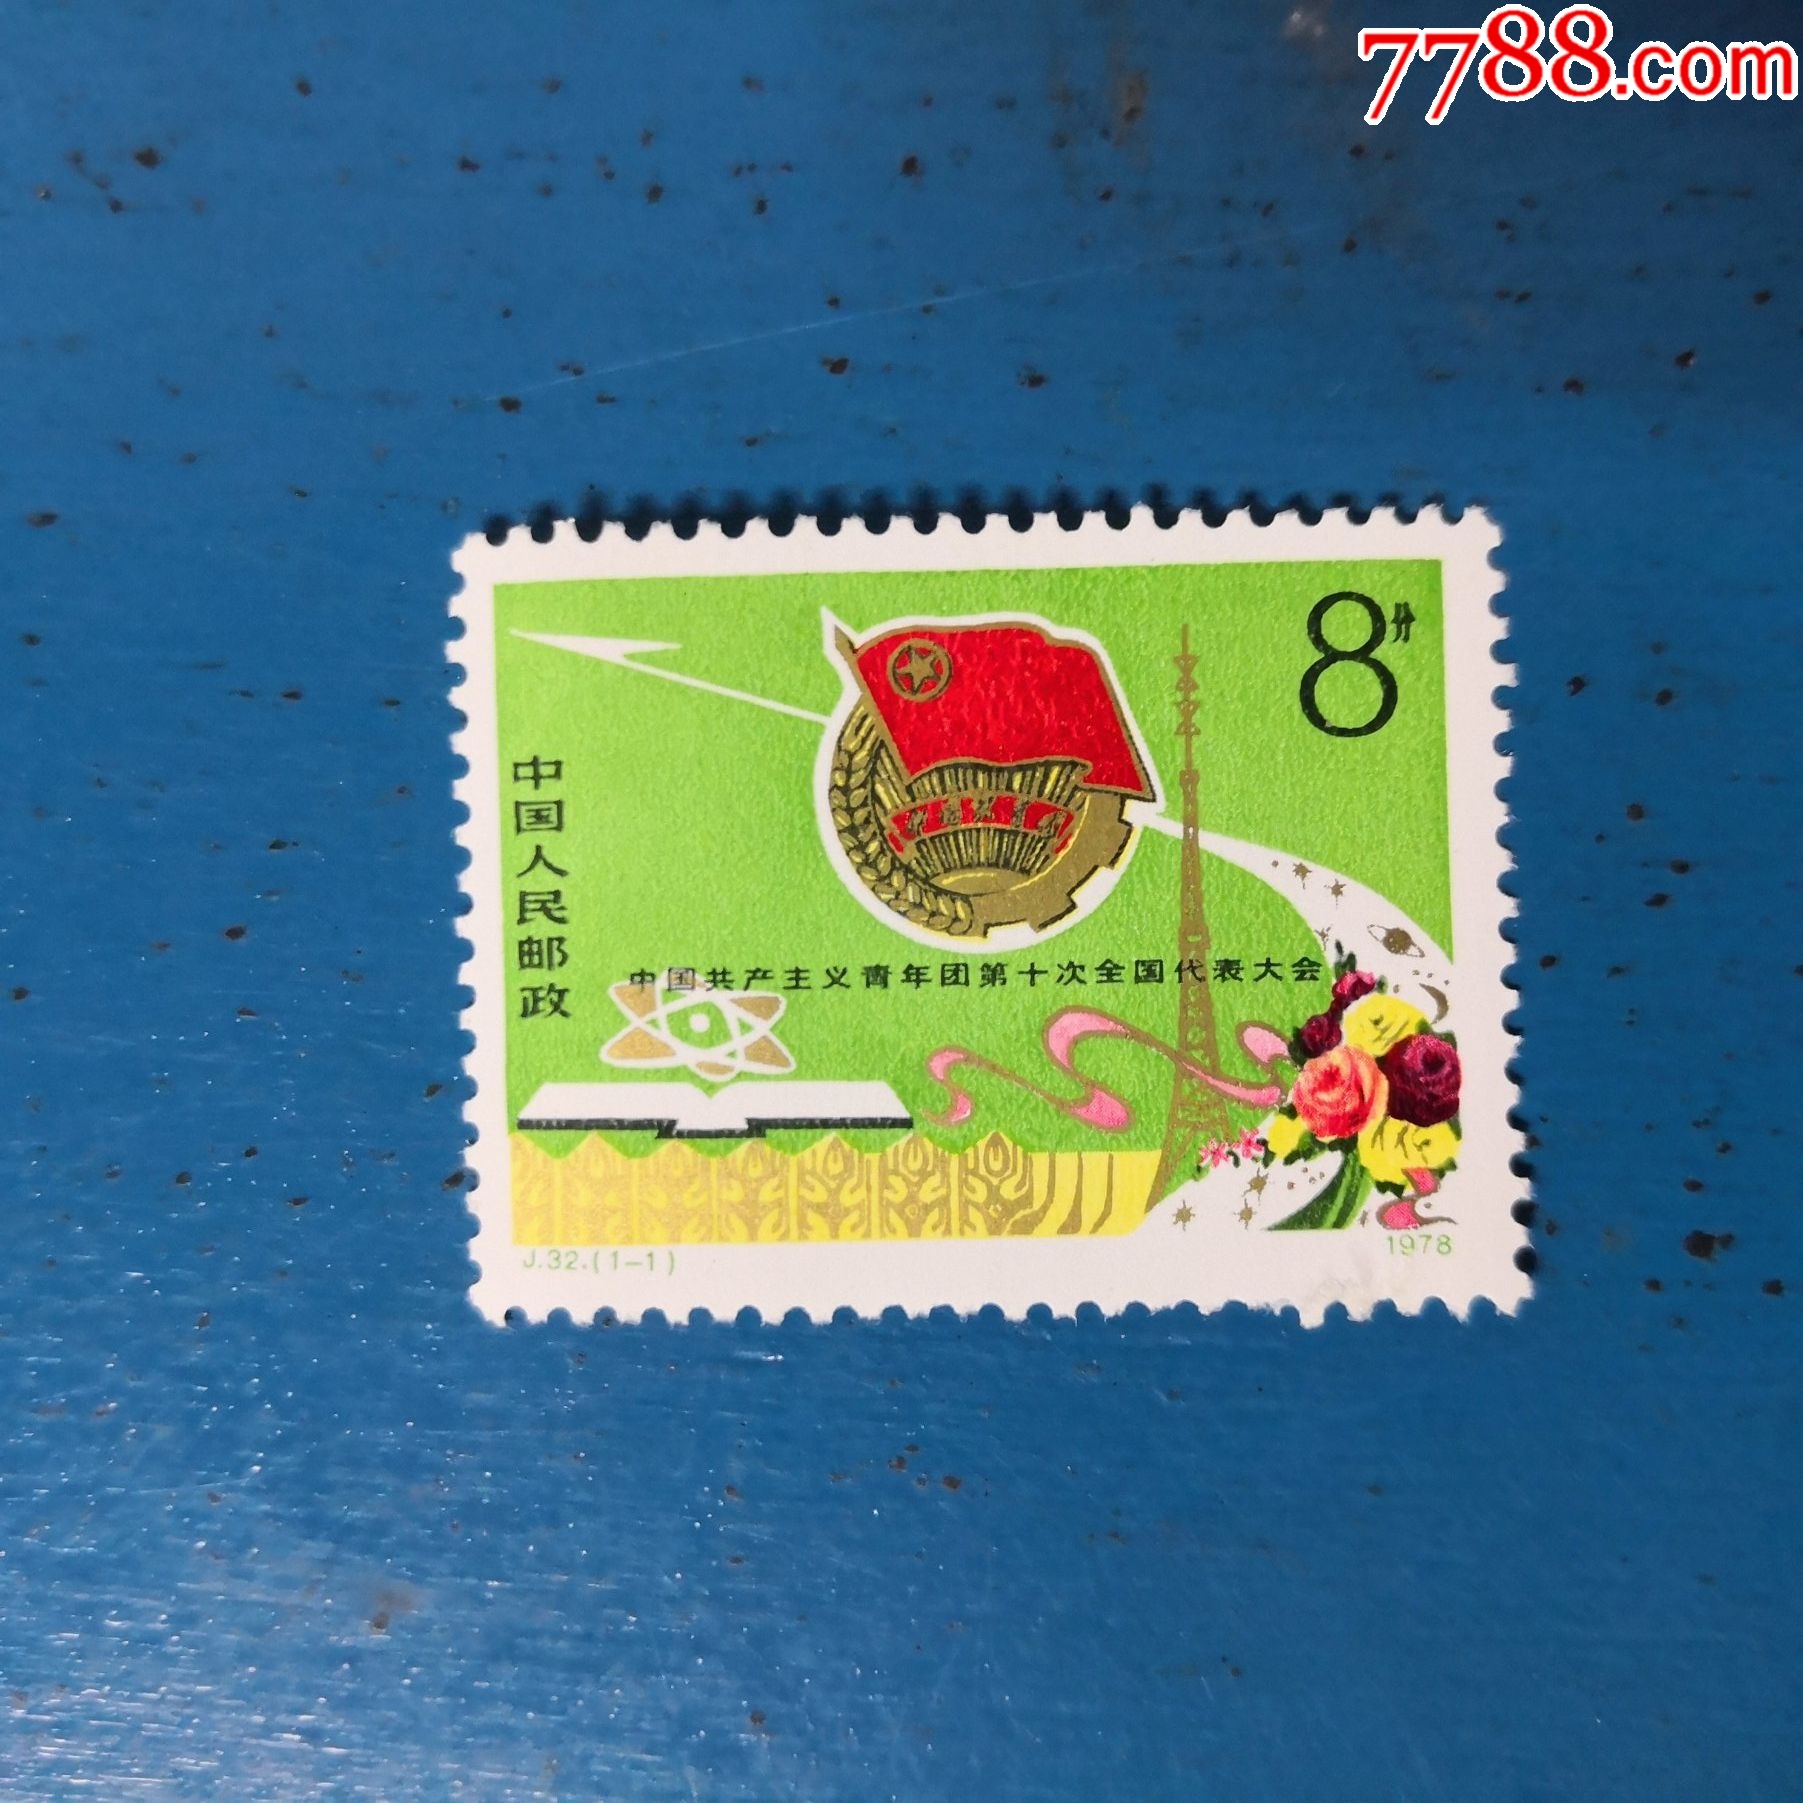 7788.com
8分
中国人民邮政
中国共产主义青年团第十次全国代表大会
J.32.(1-1)
1978